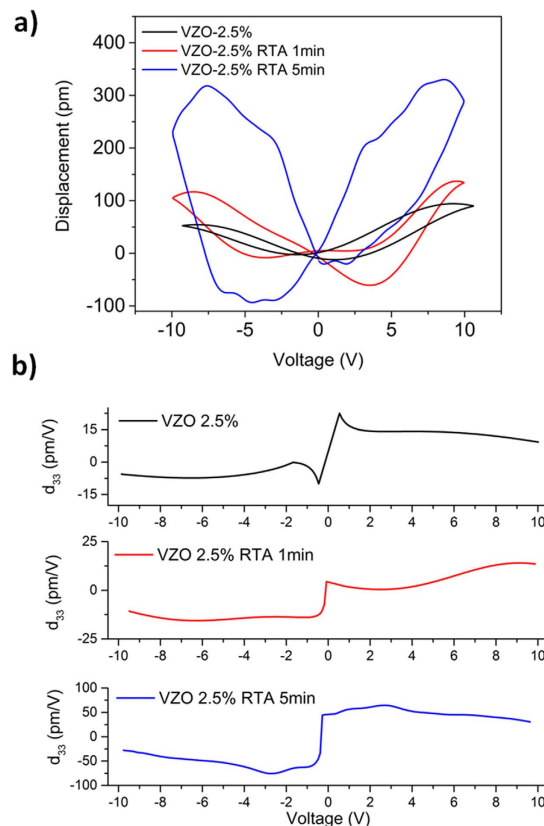 a)
VZO-2.5%
VZO-2.5% RTA 1min
VZO-2.5% RTA 5min
Displacement (pm)
400
300
200
100
0
-100
-10 -5 0 5 10
Voltage (V)
b)
VZO 2.5%
d33 (pm/V)
15
0
-15
-10 -8 -6 -4 -2 0 2 4 6 8 10
VZO 2.5% RTA 1min
d33 (pm/V)
25
0
-25
-10 -8 -6 -4 -2 0 2 4 6 8 10
VZO 2.5% RTA 5min
d33 (pm/V)
100
50
0
-50
-100
-10 -8 -6 -4 -2 0 2 4 6 8 10
Voltage (V)